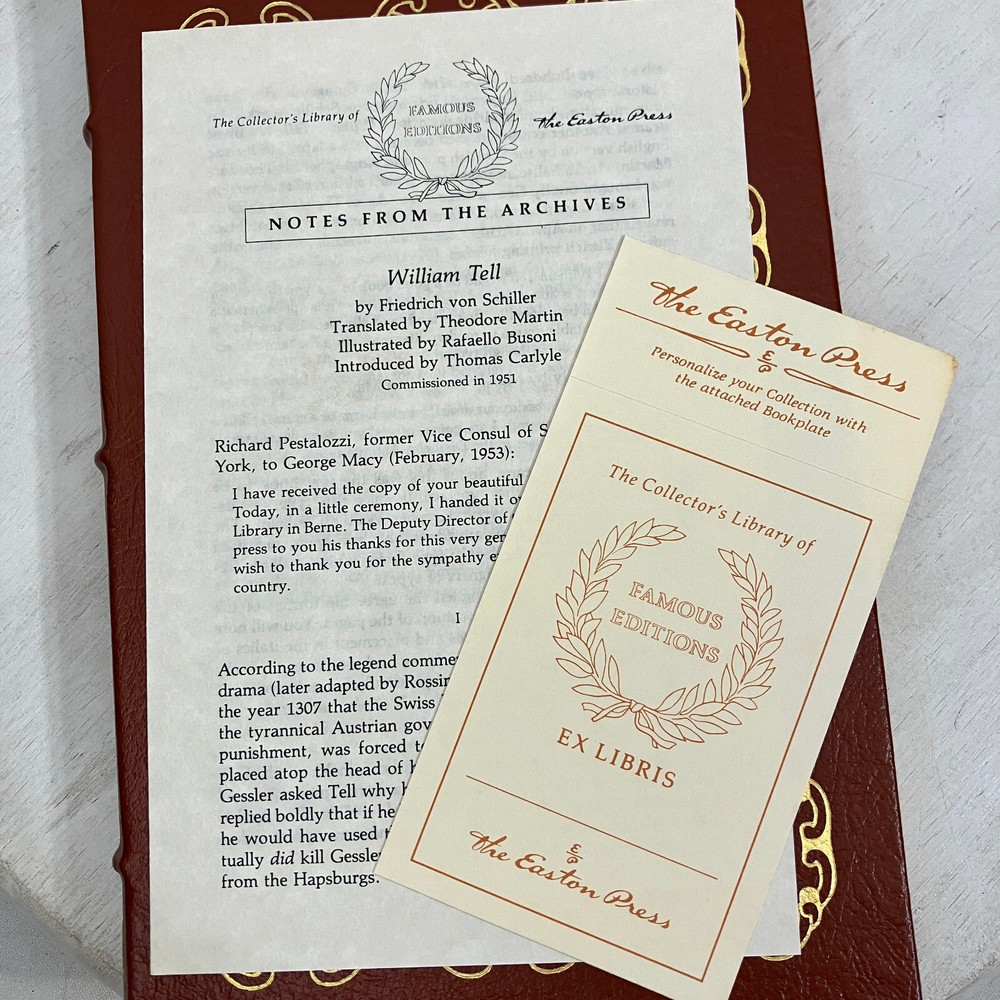 The Collector's Library of
FAMOUS
EDITIONS
the Easton Press
NOTES FROM THE ARCHIVES
William Tell
by Friedrich von Schiller
Translated by Theodore Martin
Illustrated by Rafaello Busoni
Introduced by Thomas Carlyle
Commissioned in 1951
Richard Pestalozzi, former Vice Consul of
York, to George Macy (February, 1953):
I have received the copy of your beautiful
Today, in a little ceremony, I handed it
Library in Berne. The Deputy Director of
press to you his thanks for this very
wish to thank you for the sympathy
country.
I
According to the legend
drama (later adapted by
the year 1307 that the Swiss
the tyrannical Austrian
punishment, was forced
placed atop the head of
Gessler asked Tell why
replied boldly that if he
he would have used
tually did kill Gessler
from the Hapsburgs.
The Easton Press
E
P
Personalize your Collection with
the attached Bookplate
The Collector's Library of
FAMOUS
EDITIONS
EX LIBRIS
E
P
the Easton Press